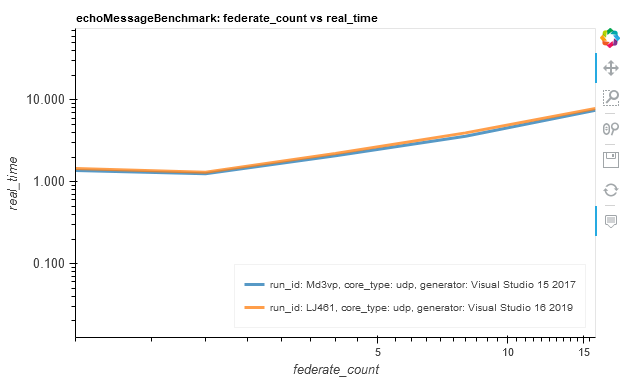 echoMessageBenchmark: federate_count vs real_time
10.000
1.000
0.100
real_time
run_id: Md3vp, core_type: udp, generator: Visual Studio 15 2017
run_id: LJ461, core_type: udp, generator: Visual Studio 16 2019
5 10 15
federate_count